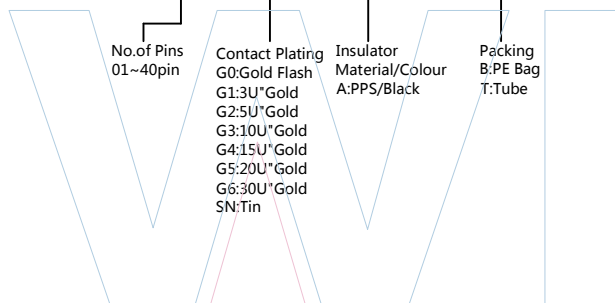 No.of Pins
01~40pin
Contact Plating
G0:Gold Flash
G1:3U"Gold
G2:5U"Gold
G3:10U"Gold
G4:15U"Gold
G5:20U"Gold
G6:30U"Gold
SN:Tin
Insulator
Material/Colour
A:PPS/Black
Packing
B:PE Bag
T:Tube